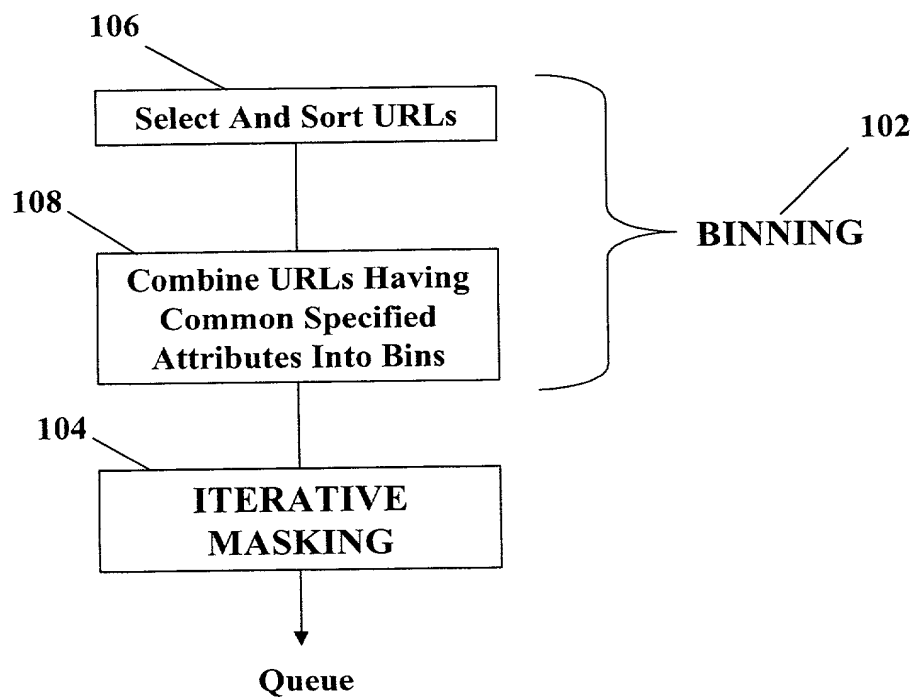 106
Select And Sort URLs
102
108
BINNING
Combine URLs Having
Common Specified
Attributes Into Bins
104
ITERATIVE
MASKING
Queue